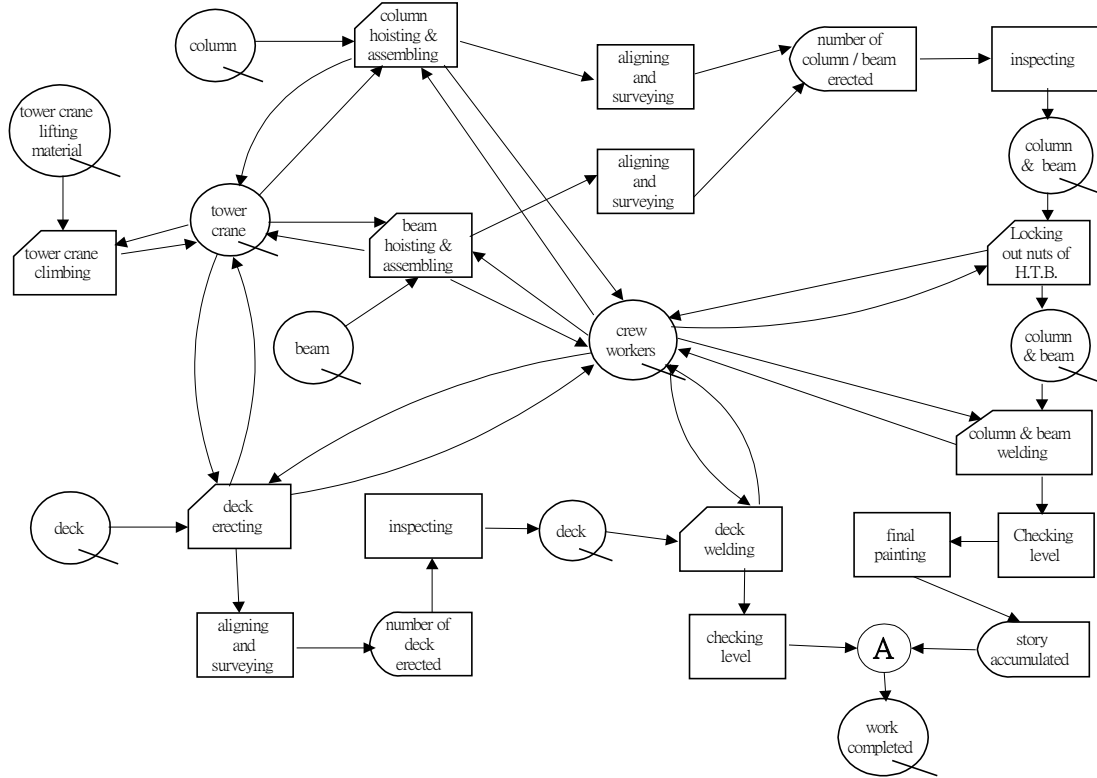 column
column
hoisting &
assembling
aligning
and
surveying
number of
column / beam
erected
inspecting
tower crane
lifting
material
column
& beam
aligning
and
surveying
tower
crane
tower crane
climbing
beam
hoisting &
assembling
Locking
out nuts of
H.T.B.
beam
crew
workers
column
& beam
column & beam
welding
deck
deck
erecting
inspecting
deck
deck
welding
final
painting
Checking
level
aligning
and
surveying
number of
deck
erected
checking
level
A
story
accumulated
work
completed